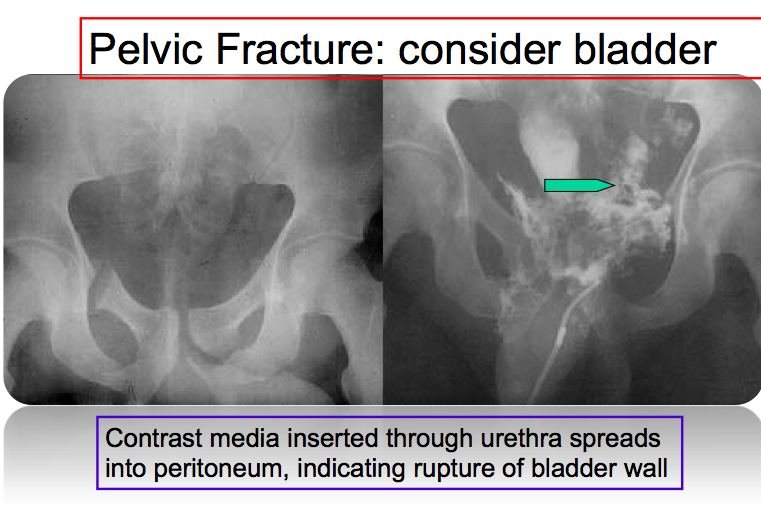 Pelvic Fracture: consider bladder
Contrast media inserted through urethra spreads
into peritoneum, indicating rupture of bladder wall